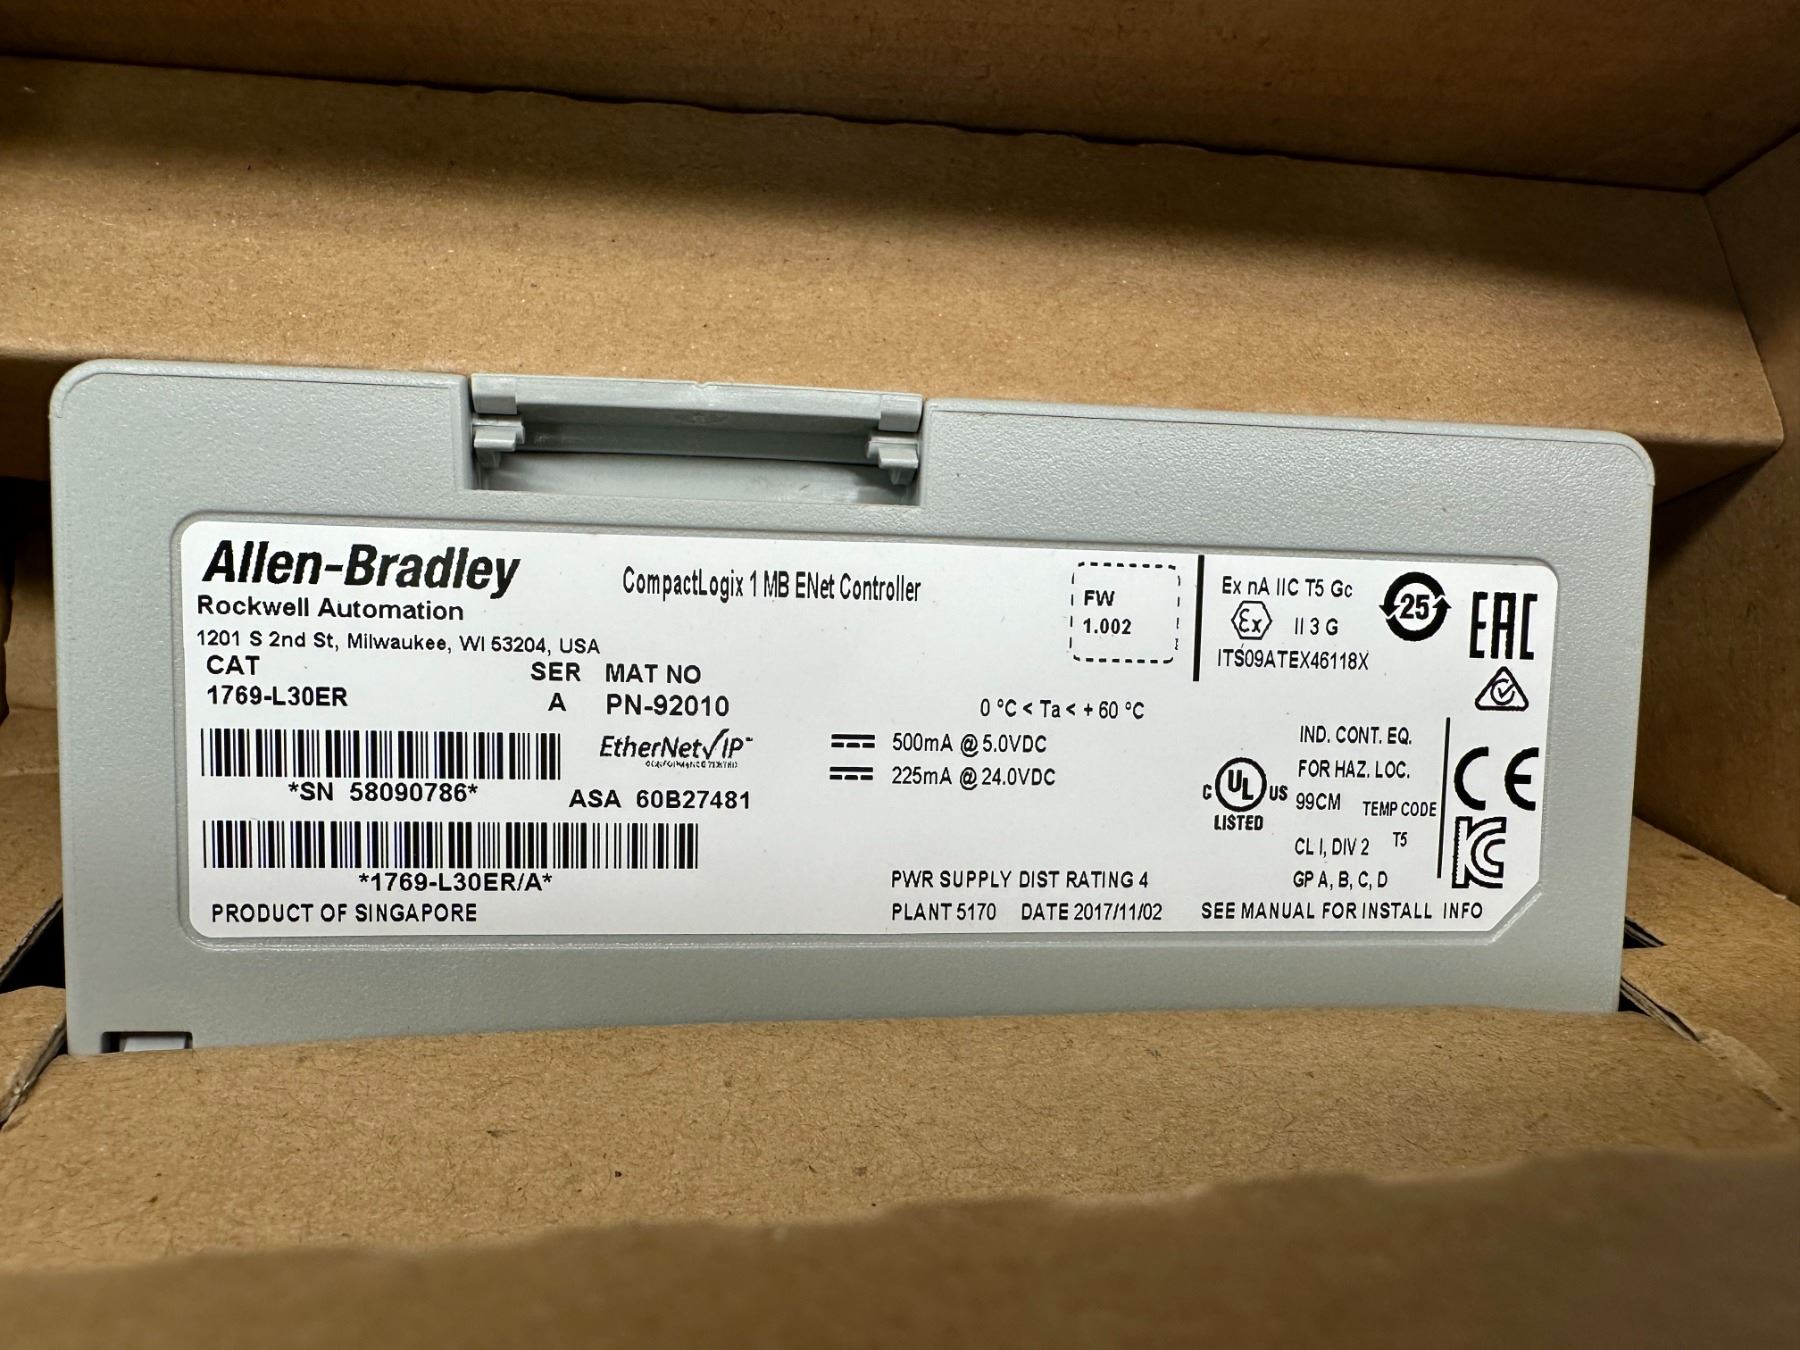 Allen-Bradley
Rockwell Automation
1201 S 2nd St, Milwaukee, WI 53204, USA
CAT SER MAT NO
1769-L30ER A PN-92010
EtherNet/IP™
*SN 58090786*
ASA 60B27481
*1769-L30ER/A*
PRODUCT OF SINGAPORE
CompactLogix 1 MB ENet Controller
FW
1.002
0 °C < Ta < + 60 °C
500mA @ 5.0VDC
225mA @ 24.0VDC
PWR SUPPLY DIST RATING 4
PLANT 5170 DATE 2017/11/02
Ex nA IIC T5 Gc
Ex II 3 G
ITS09ATEX46118X
25
EAC
IND. CONT. EQ.
FOR HAZ. LOC.
C UL US 99CM TEMP CODE
LISTED
CL I, DIV 2 T5
GP A, B, C, D
CE
SEE MANUAL FOR INSTALL INFO